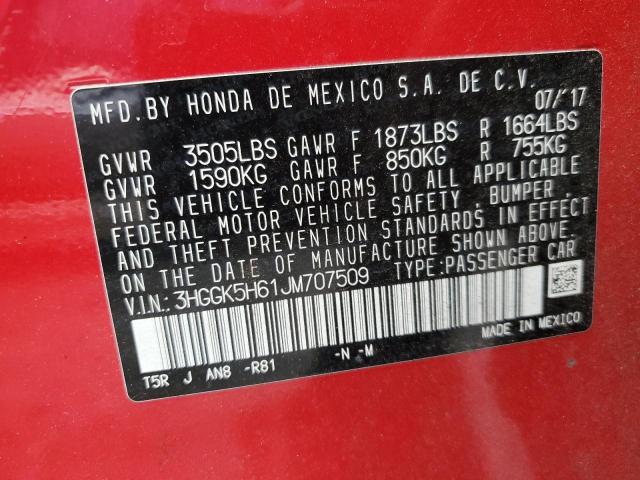 MFD. BY HONDA DE MEXICO S.A. DE C.V.
07/'17
GVWR 3505LBS GAWR F 1873LBS R 1664LBS
GVWR 1590KG GAWR F 850KG R 755KG
THIS VEHICLE CONFORMS TO ALL APPLICABLE
FEDERAL MOTOR VEHICLE SAFETY, BUMPER,
AND THEFT PREVENTION STANDARDS IN EFFECT
ON THE DATE OF MANUFACTURE SHOWN ABOVE.
V.I.N.: 3HGGK5H61JM707509 TYPE: PASSENGER CAR
MADE IN MEXICO
T5R J AN8 -R81 -N -M